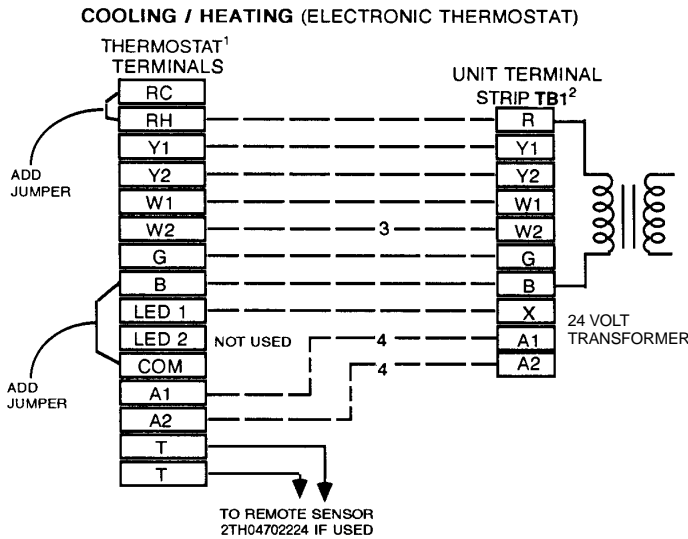 COOLING / HEATING (ELECTRONIC THERMOSTAT)
THERMOSTAT¹
TERMINALS
UNIT TERMINAL
STRIP TB1²
RC
RH
Y1
Y2
W1
W2
G
B
LED 1
LED 2
COM
A1
A2
T
T
ADD
JUMPER
ADD
JUMPER
NOT USED
3
4
4
R
Y1
Y2
W1
W2
G
B
X
A1
A2
24 VOLT
TRANSFORMER
TO REMOTE SENSOR
2TH04702224 IF USED